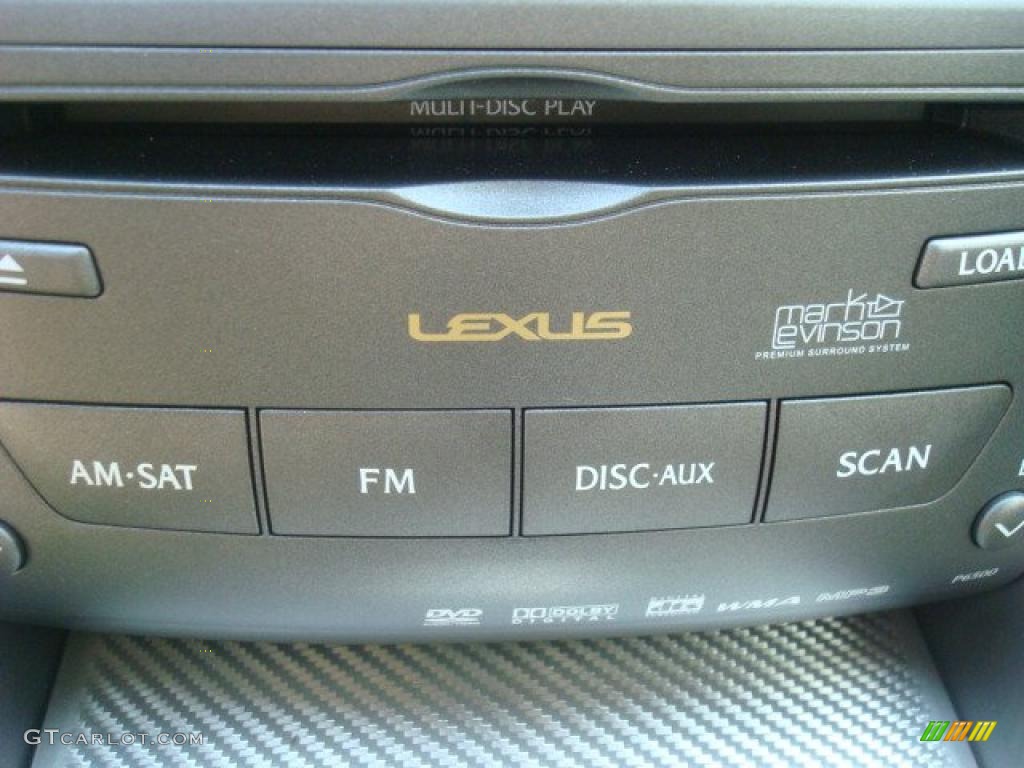 MULTI-DISC PLAY
LOAD
LEXUS
mark
Levinson
PREMIUM SURROUND SYSTEM
AM·SAT
FM
DISC·AUX
SCAN
P6500
DVD
DOLBY
DIGITAL
WMA
MP3
GTCARLOT.COM